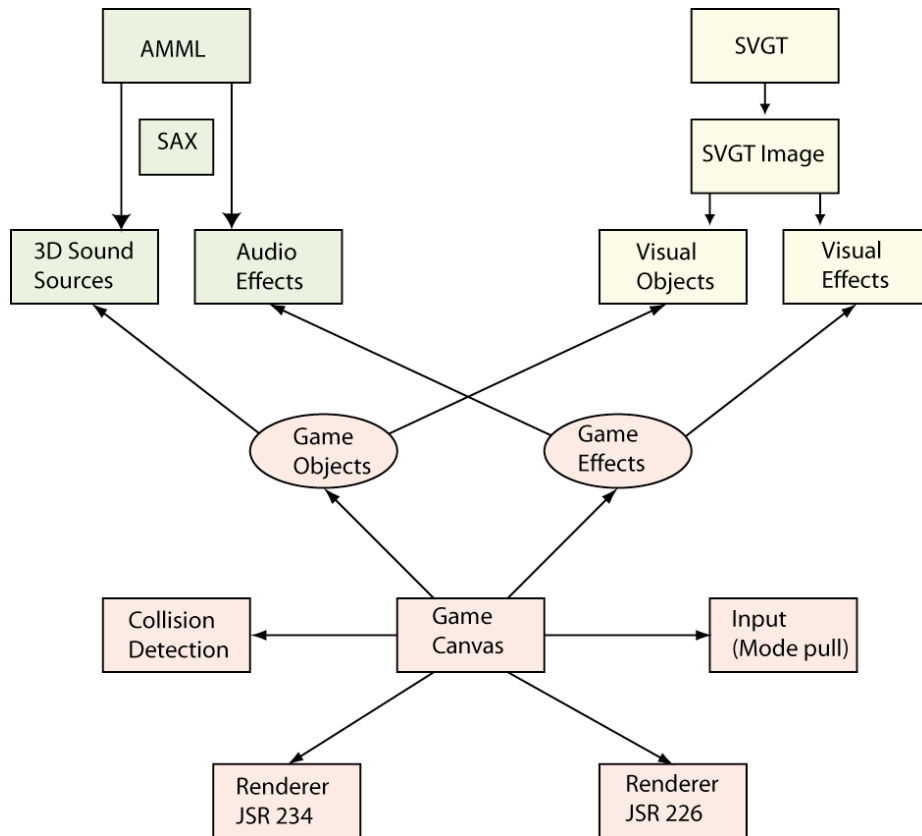 AMML
SVGT
SAX
SVGT Image
3D Sound
Sources
Audio
Effects
Visual
Objects
Visual
Effects
Game
Objects
Game
Effects
Collision
Detection
Game
Canvas
Input
(Mode pull)
Renderer
JSR 234
Renderer
JSR 226